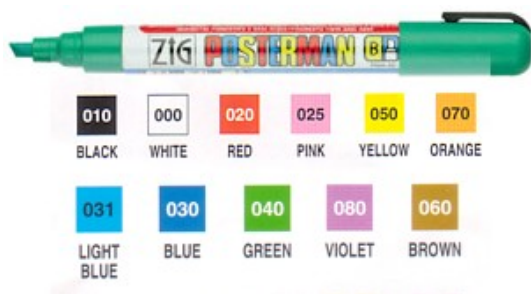 ZIG POSTERMAN
010 000 020 025 050 070
BLACK WHITE RED PINK YELLOW ORANGE
031 030 040 080 060
LIGHT BLUE BLUE GREEN VIOLET BROWN